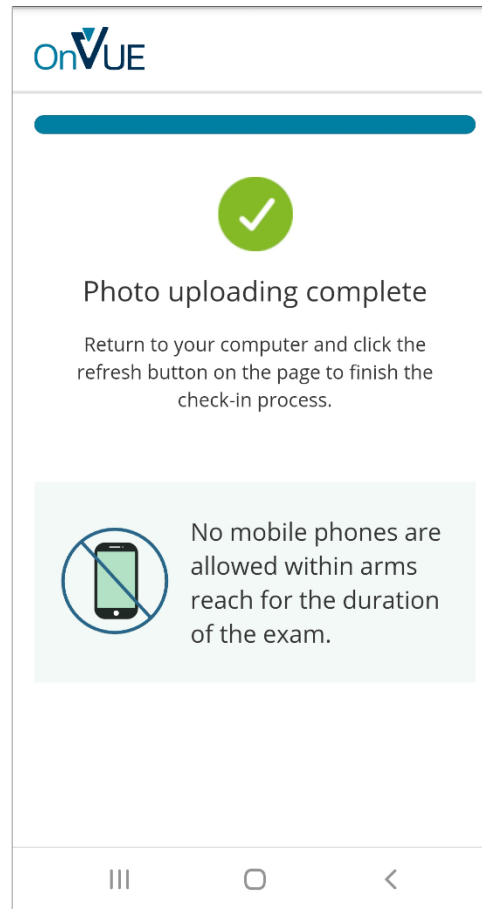 OnVUE
Photo uploading complete
Return to your computer and click the
refresh button on the page to finish the
check-in process.
No mobile phones are
allowed within arms
reach for the duration
of the exam.